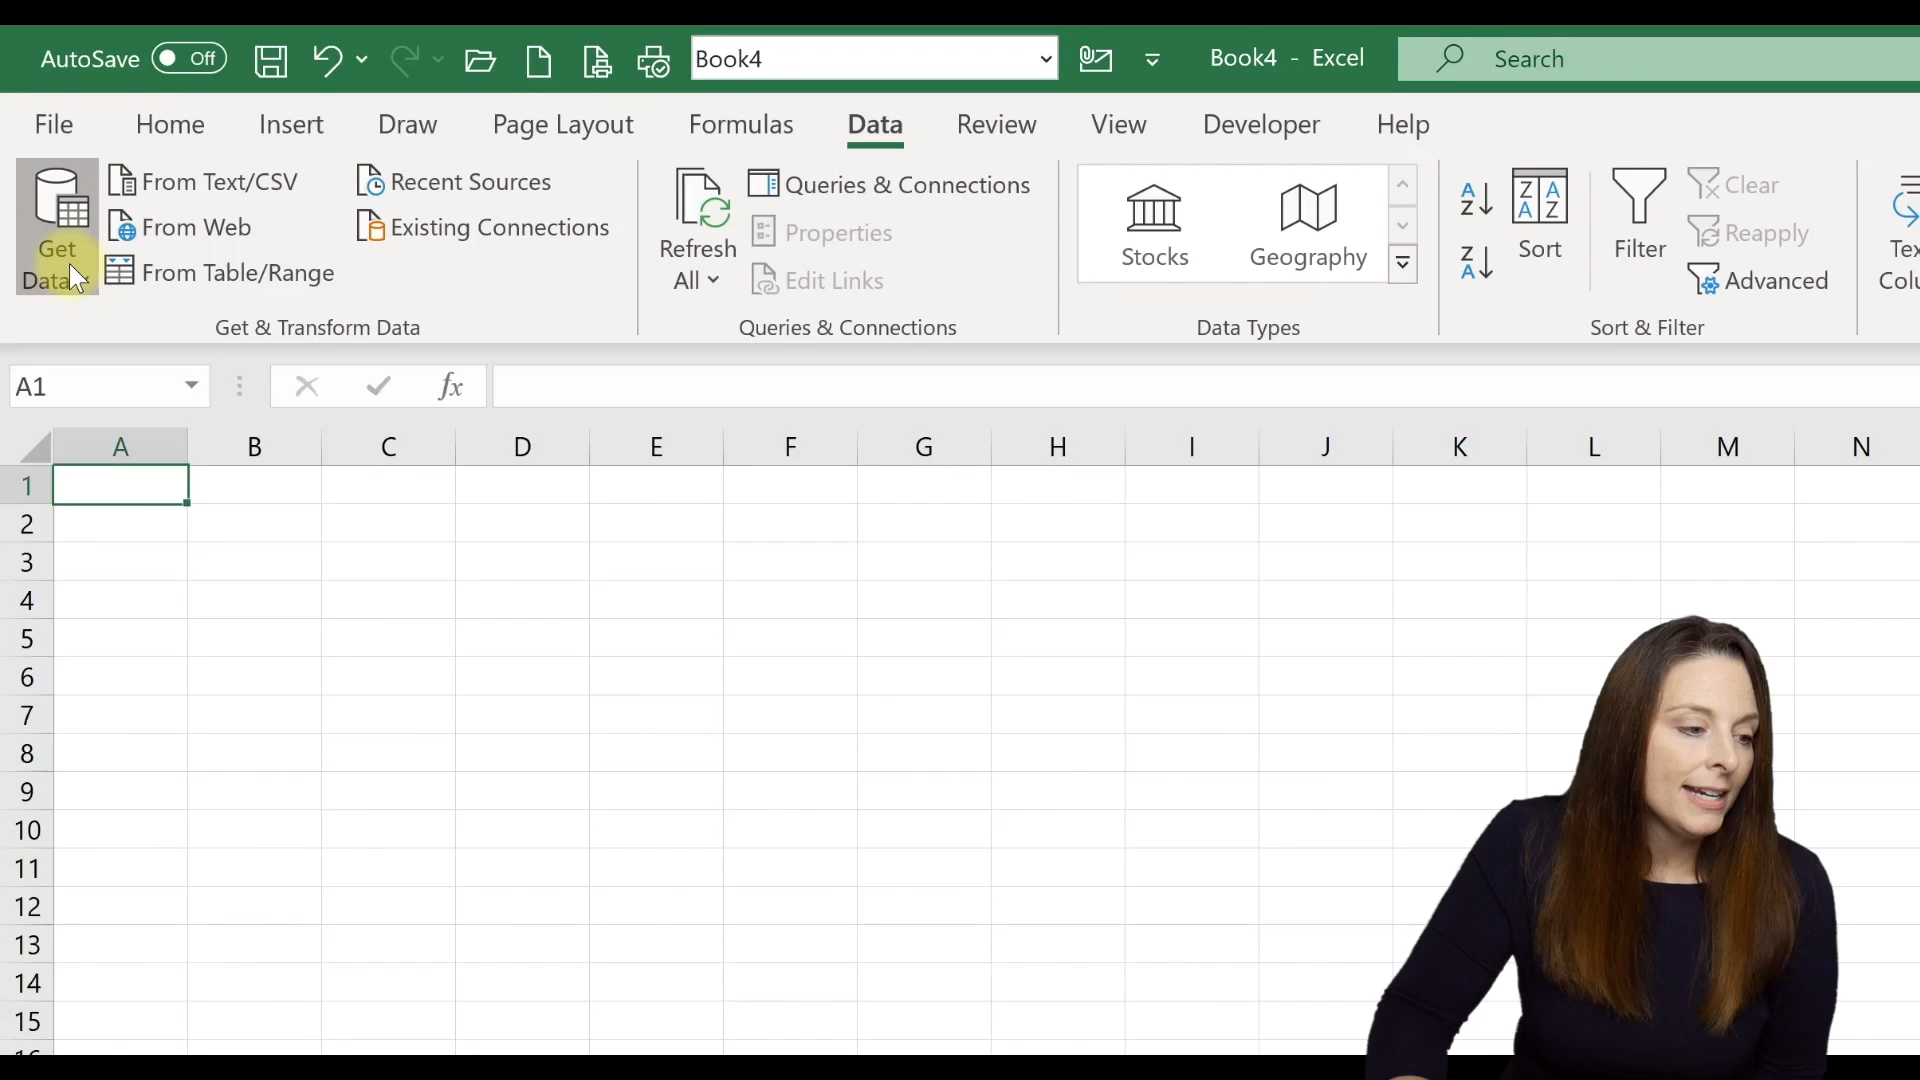 AutoSave Off Book4 Book4 - Excel Search
File Home Insert Draw Page Layout Formulas Data Review View Developer Help
Get Data
From Text/CSV
From Web
From Table/Range
Recent Sources
Existing Connections
Get & Transform Data
Refresh All
Queries & Connections
Properties
Edit Links
Queries & Connections
Stocks
Geography
Data Types
A Z
Z A
Z A A Z
Sort
Filter
Clear
Reapply
Advanced
Sort & Filter
A1
fx
A B C D E F G H I J K L M N
1
2
3
4
5
6
7
8
9
10
11
12
13
14
15